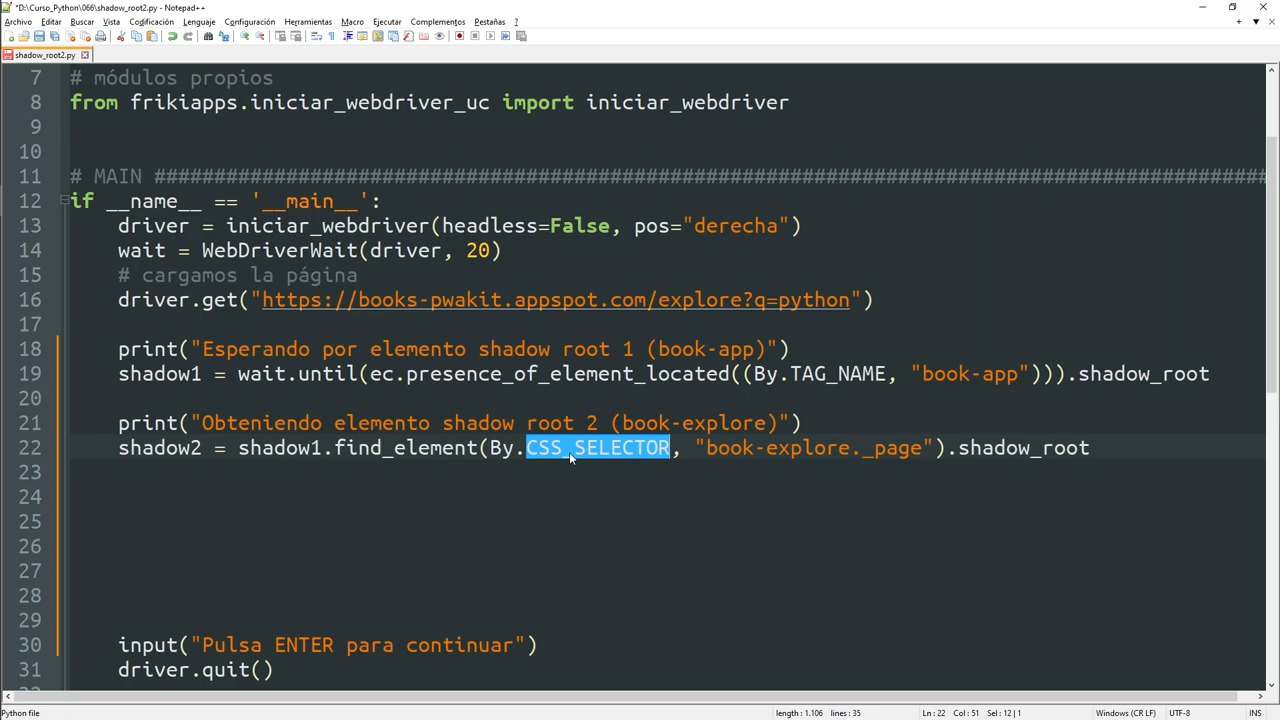 *D:\Curso_Python\066\shadow_root2.py - Notepad++
Archivo Editar Buscar Vista Codificación Lenguaje Configuración Herramientas Macro Ejecutar Complementos Pestañas ?
shadow_root2.py
7 # módulos propios
8 from frikiapps.iniciar_webdriver_uc import iniciar_webdriver
9
10
11 # MAIN ##############################################################################################
12 if __name__ == '__main__':
13 driver = iniciar_webdriver(headless=False, pos="derecha")
14 wait = WebDriverWait(driver, 20)
15 # cargamos la página
16 driver.get("https://books-pwakit.appspot.com/explore?q=python")
17
18 print("Esperando por elemento shadow root 1 (book-app)")
19 shadow1 = wait.until(ec.presence_of_element_located((By.TAG_NAME, "book-app"))).shadow_root
20
21 print("Obteniendo elemento shadow root 2 (book-explore)")
22 shadow2 = shadow1.find_element(By.CSS_SELECTOR, "book-explore._page").shadow_root
23
24
25
26
27
28
29
30 input("Pulsa ENTER para continuar")
31 driver.quit()
Python file length : 1.106 lines : 35 Ln : 22 Col : 51 Sel : 12 | 1 Windows (CR LF) UTF-8 INS